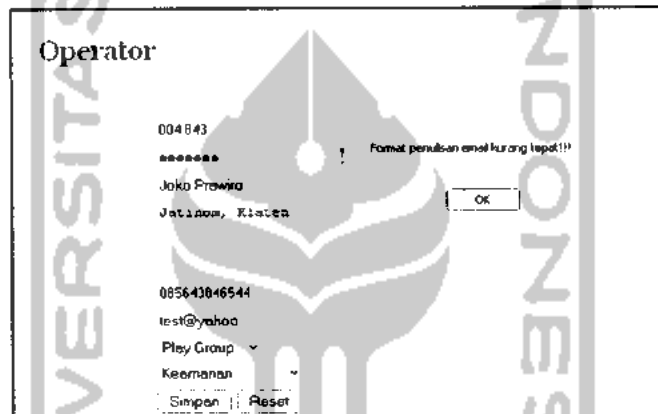 Operator
004843
*******
Joko Prawiro
Jatinom, Klaten
! Format penulisan email kurang tepat!!!
OK
085643846544
test@yahoo
Play Group
Keamanan
Simpan Reset